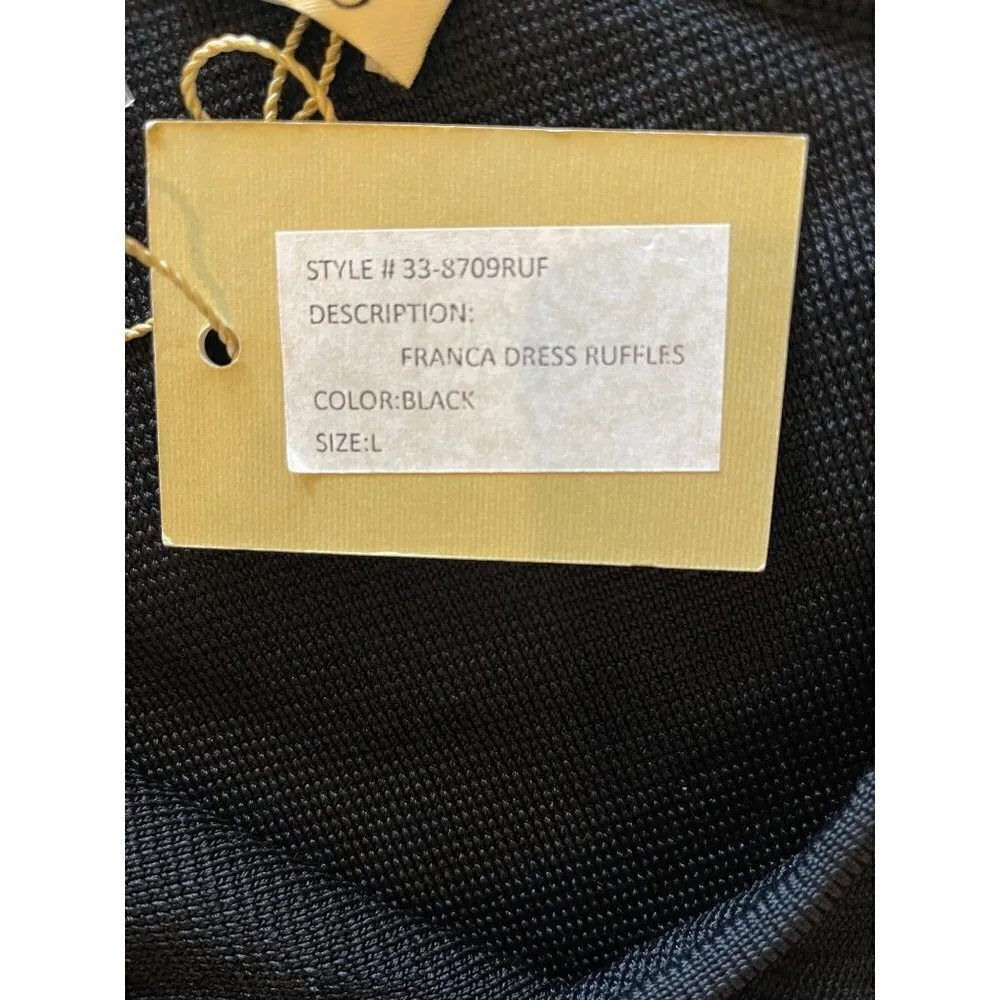 STYLE # 33-8709RUF
DESCRIPTION:
FRANCA DRESS RUFFLES
COLOR:BLACK
SIZE:L